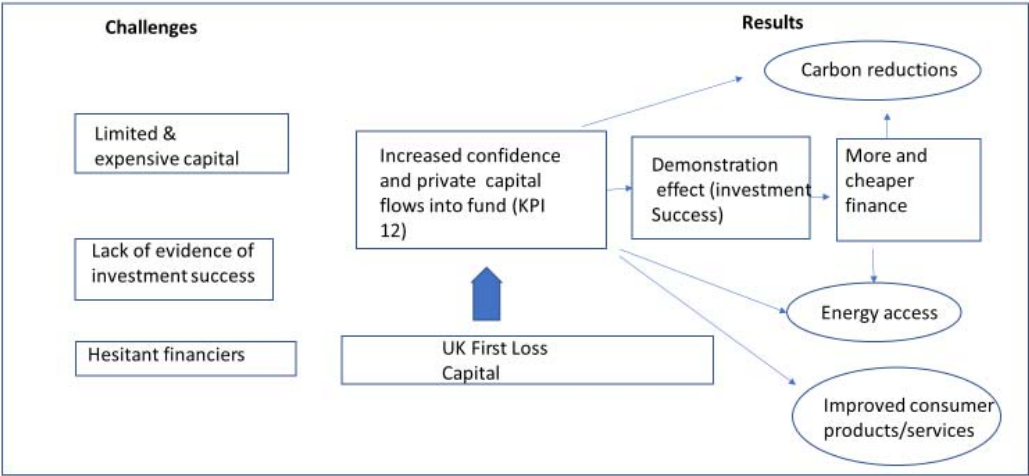 Challenges
Results
Limited &
expensive capital
Lack of evidence of
investment success
Hesitant financiers
Increased confidence
and private capital
flows into fund (KPI
12)
UK First Loss
Capital
Demonstration
effect (investment
Success)
More and
cheaper
finance
Carbon reductions
Energy access
Improved consumer
products/services